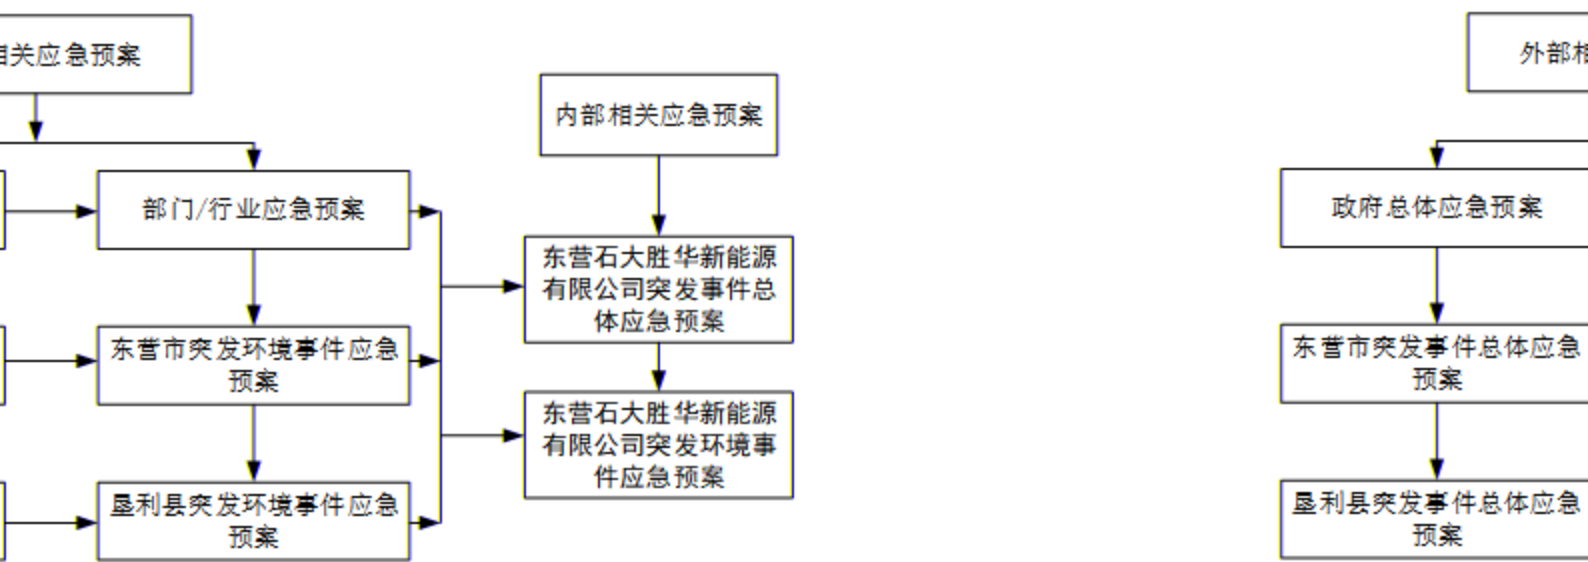 相关应急预案
外部相
内部相关应急预案
部门/行业应急预案
政府总体应急预案
东营石大胜华新能源
有限公司突发事件总
体应急预案
东营市突发环境事件应急
预案
东营市突发事件总体应急
预案
东营石大胜华新能源
有限公司突发环境事
件应急预案
垦利县突发环境事件应急
预案
垦利县突发事件总体应急
预案